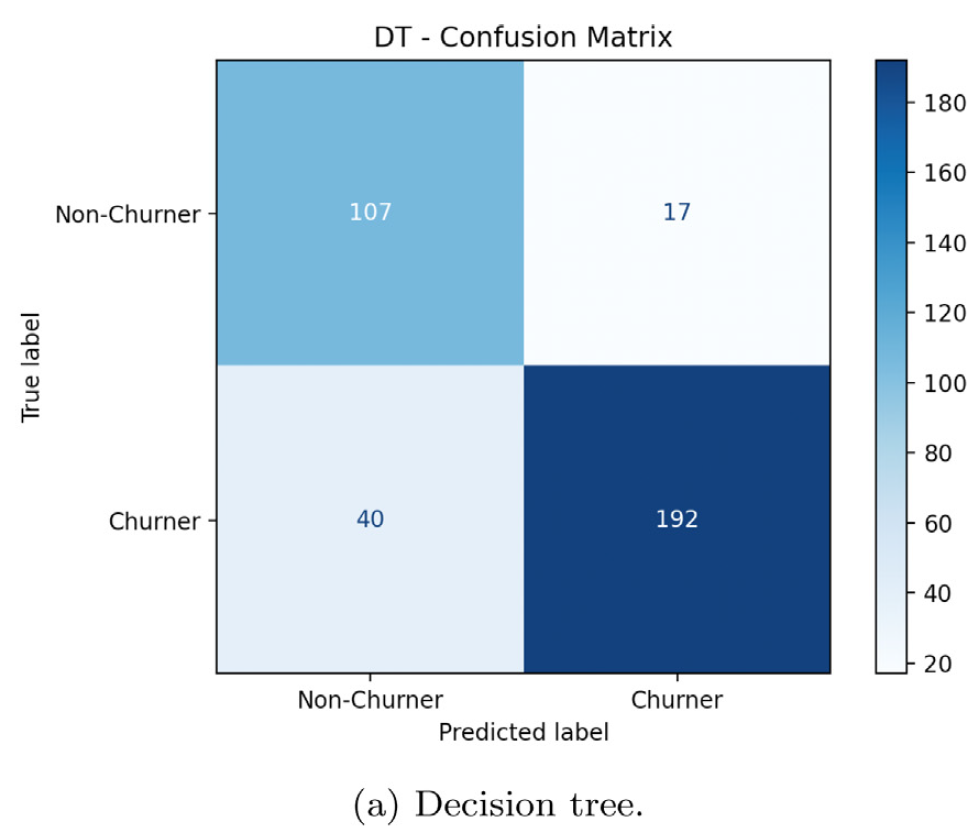 DT - Confusion Matrix
180
160
140
120
100
80
60
40
20
Non-Churner
107
17
True label
Churner
40
192
Non-Churner
Churner
Predicted label
(a) Decision tree.